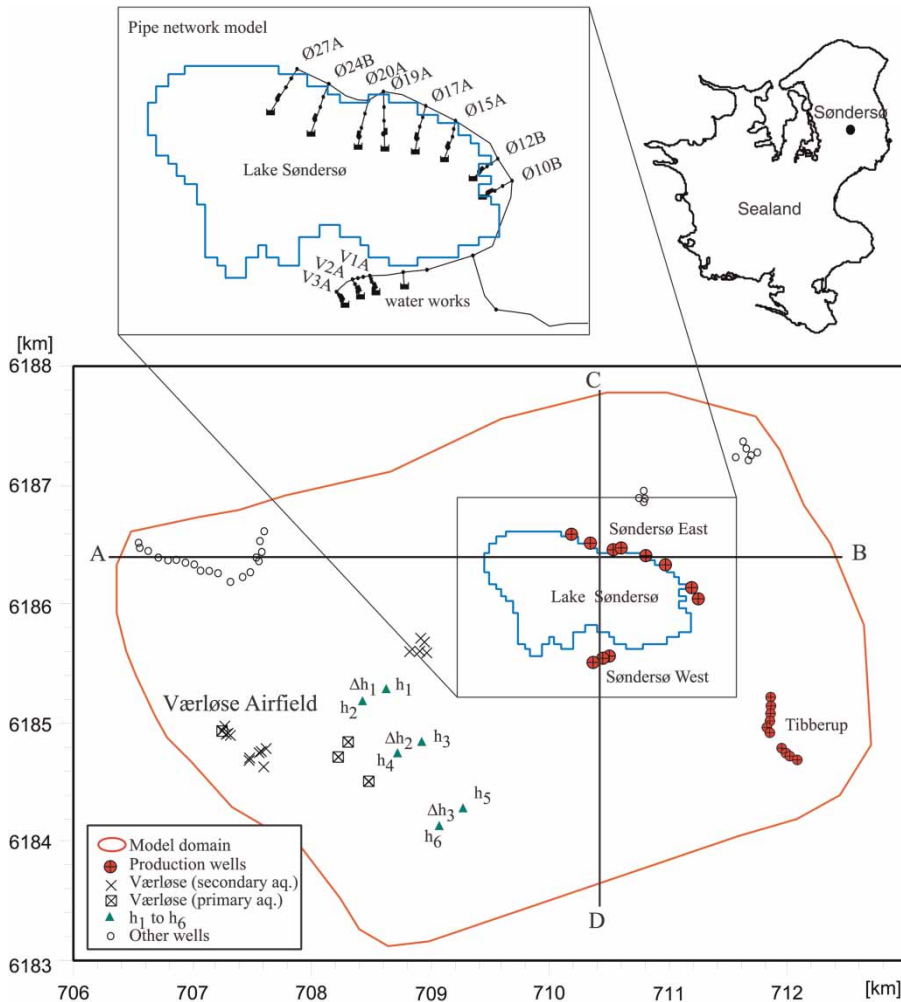 Pipe network model
Ø27A
Ø24B
Ø20A
Ø19A
Ø17A
Ø15A
Ø12B
Ø10B
Lake Søndersø
V1A
V2A
V3A
water works
Søndersø
Sealand
[km]
6188
6187
6186
6185
6184
6183
C
A
B
D
Søndersø East
Lake Søndersø
Søndersø West
Tibberup
Værløse Airfield
Δh1
h1
h2
Δh2
h3
h4
h5
Δh3
h6
Model domain
Production wells
Værløse (secondary aq.)
Værløse (primary aq.)
h1 to h6
Other wells
706 707 708 709 710 711 712 [km]